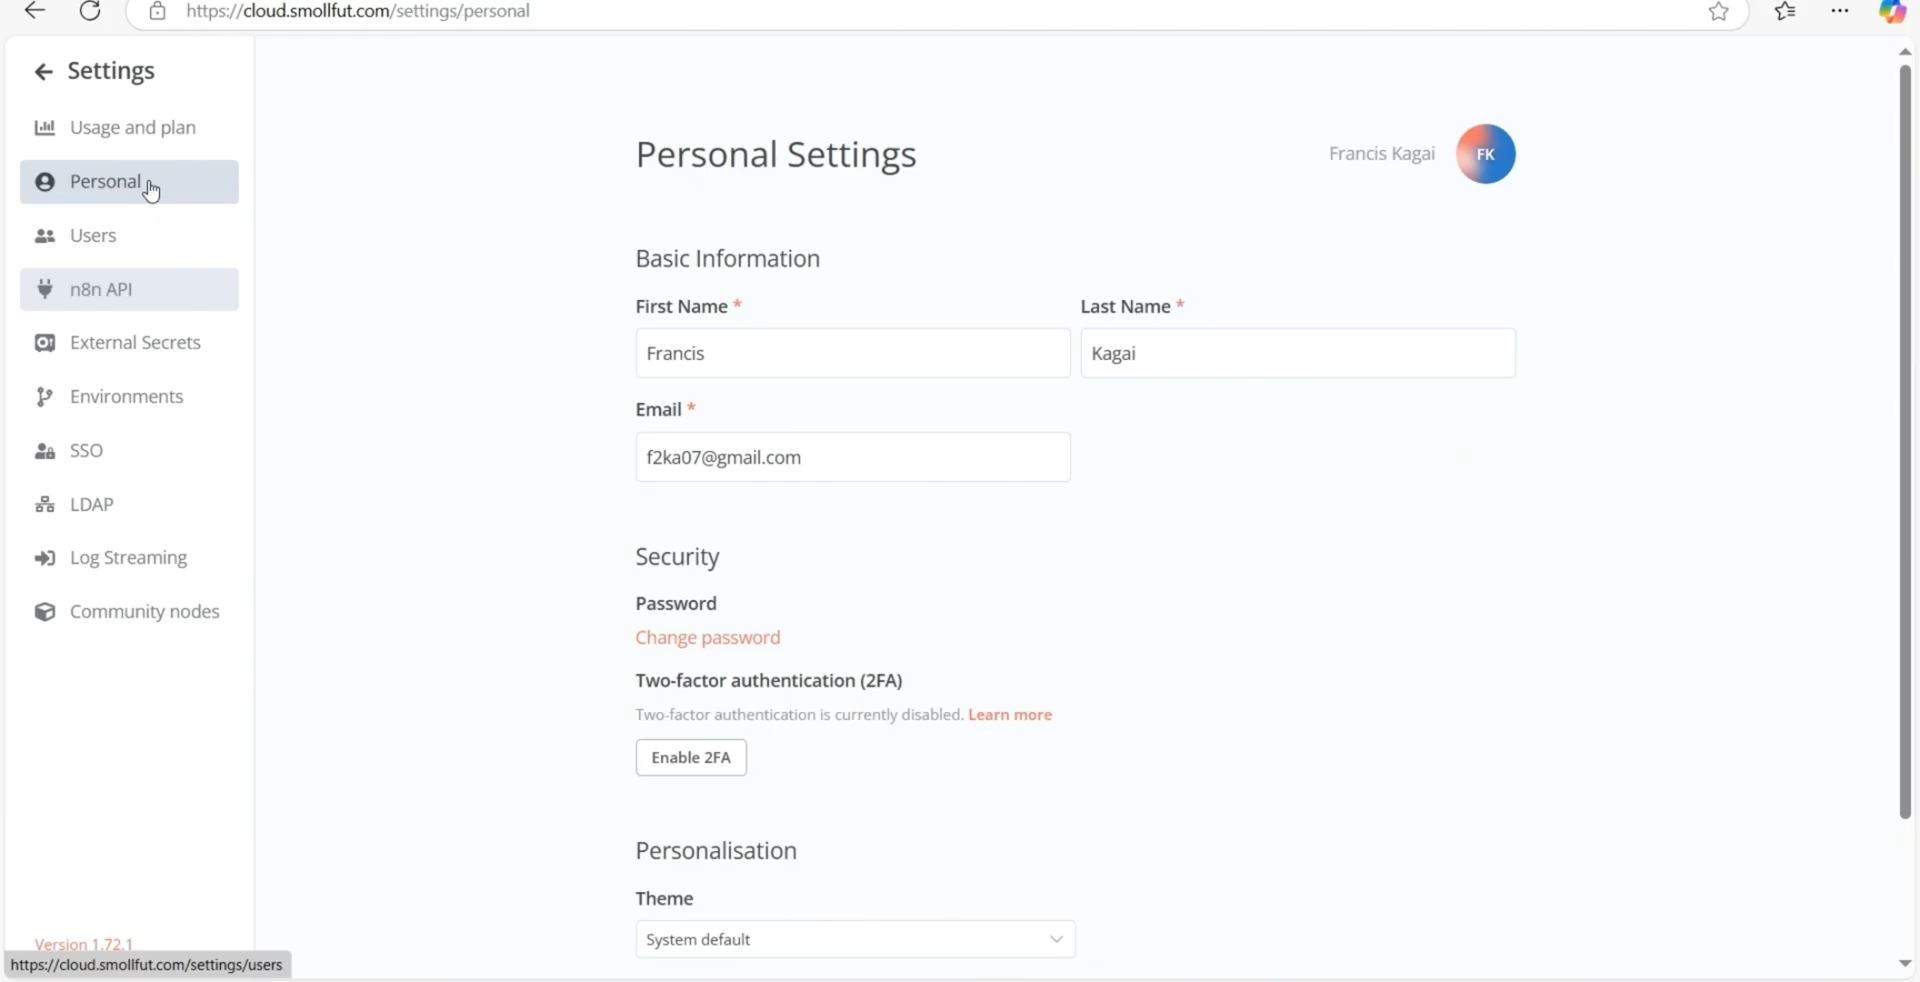 https://cloud.smollfut.com/settings/personal
Settings
Usage and plan
Personal
Users
n8n API
External Secrets
Environments
SSO
LDAP
Log Streaming
Community nodes
Version 1.72.1
https://cloud.smollfut.com/settings/users
Personal Settings
Francis Kagai
FK
Basic Information
First Name *
Last Name *
Francis
Kagai
Email *
f2ka07@gmail.com
Security
Password
Change password
Two-factor authentication (2FA)
Two-factor authentication is currently disabled. Learn more
Enable 2FA
Personalisation
Theme
System default